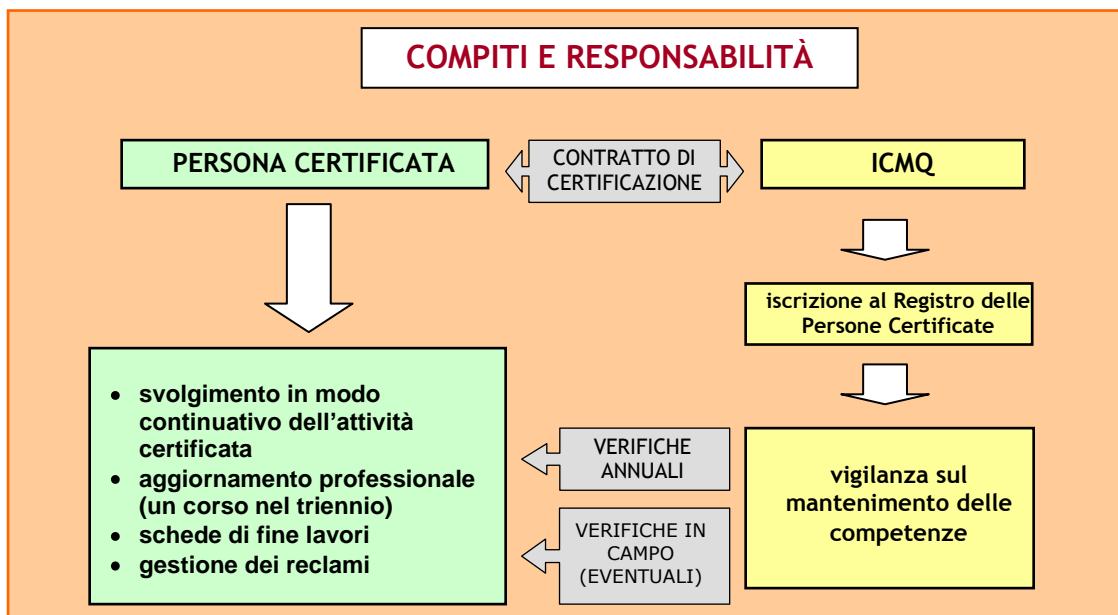 COMPITI E RESPONSABILITÀ
PERSONA CERTIFICATA
CONTRATTO DI
CERTIFICAZIONE
ICMQ
iscrizione al Registro delle
Persone Certificate
• svolgimento in modo
continuativo dell’attività
certificata
• aggiornamento professionale
(un corso nel triennio)
• schede di fine lavori
• gestione dei reclami
VERIFICHE
ANNUALI
VERIFICHE IN
CAMPO
(EVENTUALI)
vigilanza sul
mantenimento delle
competenze